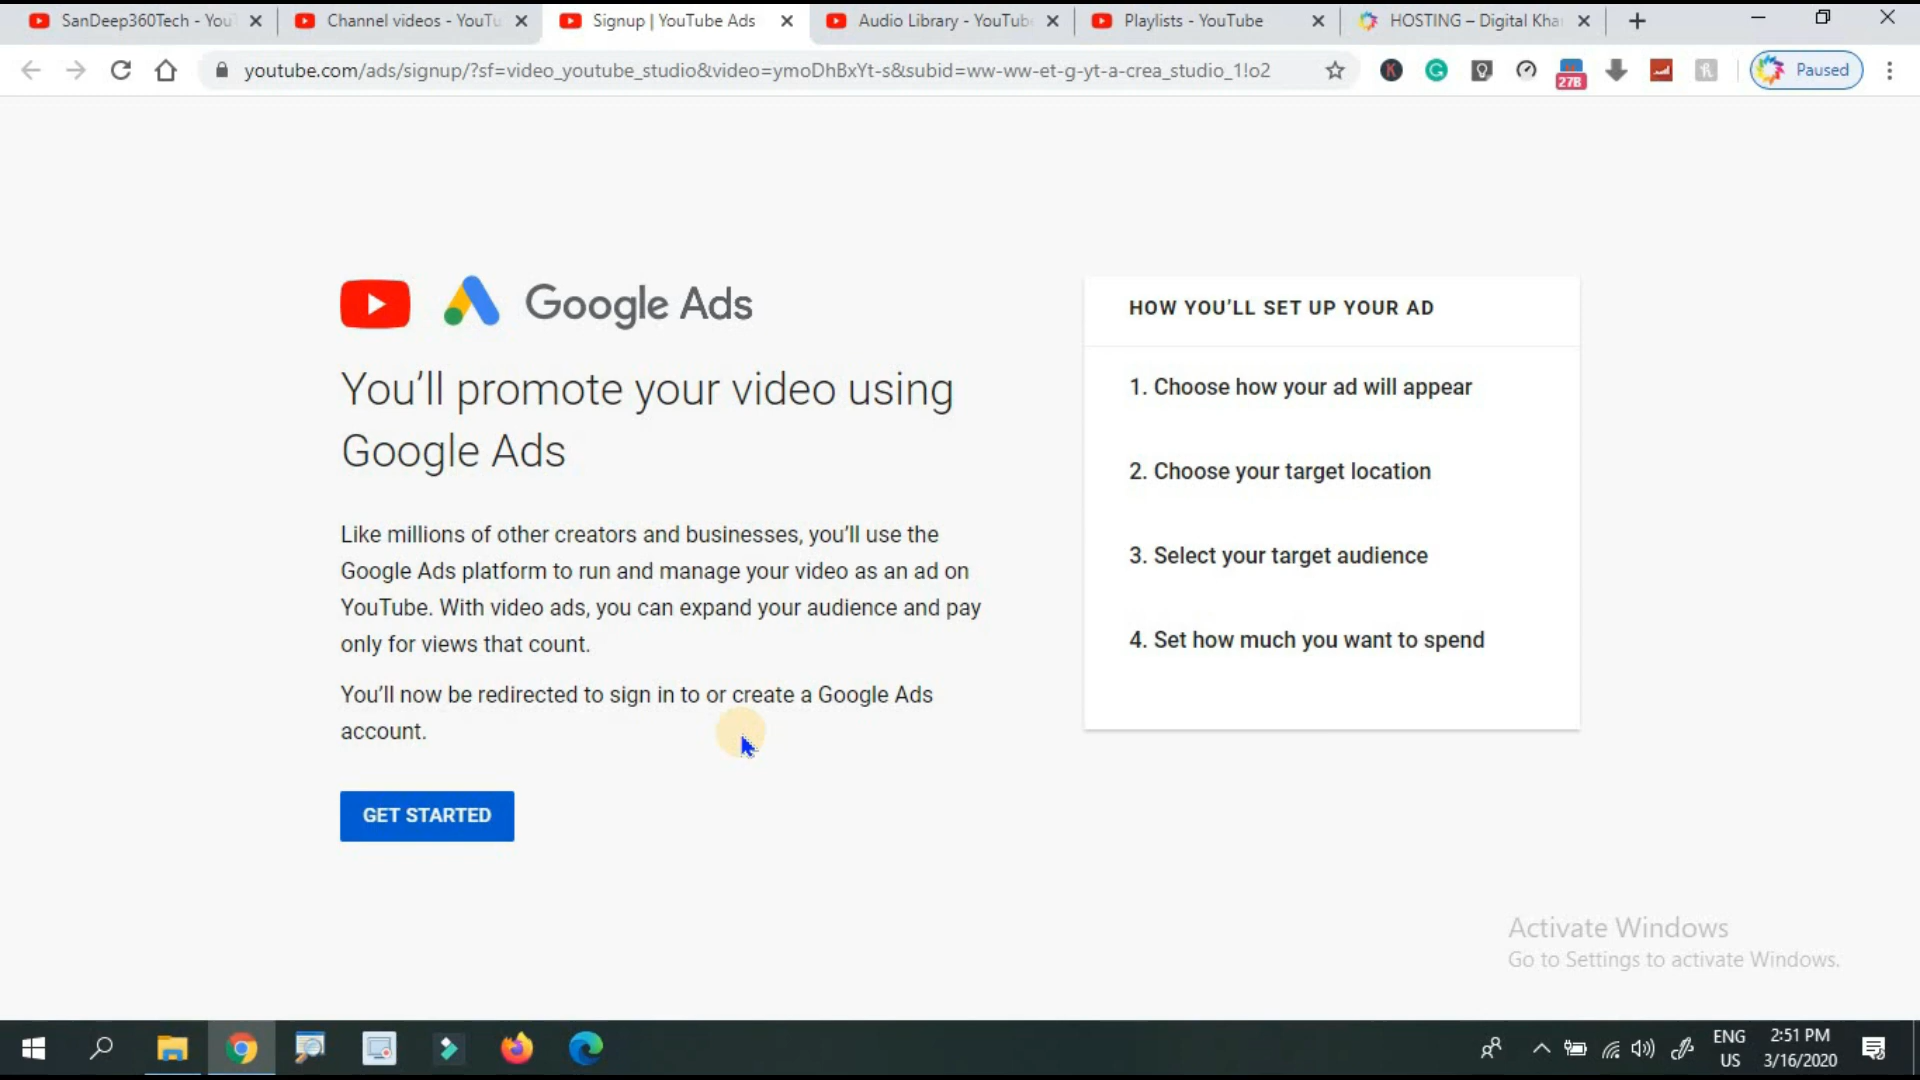 SanDeep360Tech - You
Channel videos - YouTu
Signup | YouTube Ads
Audio Library - YouTub
Playlists - YouTube
HOSTING – Digital Kha
youtube.com/ads/signup/?sf=video_youtube_studio&video=ymoDhBxYt-s&subid=ww-ww-et-g-yt-a-crea_studio_1!o2
K
G
27B
Paused
Google Ads
You’ll promote your video using
Google Ads
Like millions of other creators and businesses, you’ll use the
Google Ads platform to run and manage your video as an ad on
YouTube. With video ads, you can expand your audience and pay
only for views that count.
You’ll now be redirected to sign in to or create a Google Ads
account.
GET STARTED
HOW YOU’LL SET UP YOUR AD
1. Choose how your ad will appear
2. Choose your target location
3. Select your target audience
4. Set how much you want to spend
Activate Windows
Go to Settings to activate Windows.
ENG
US
2:51 PM
3/16/2020